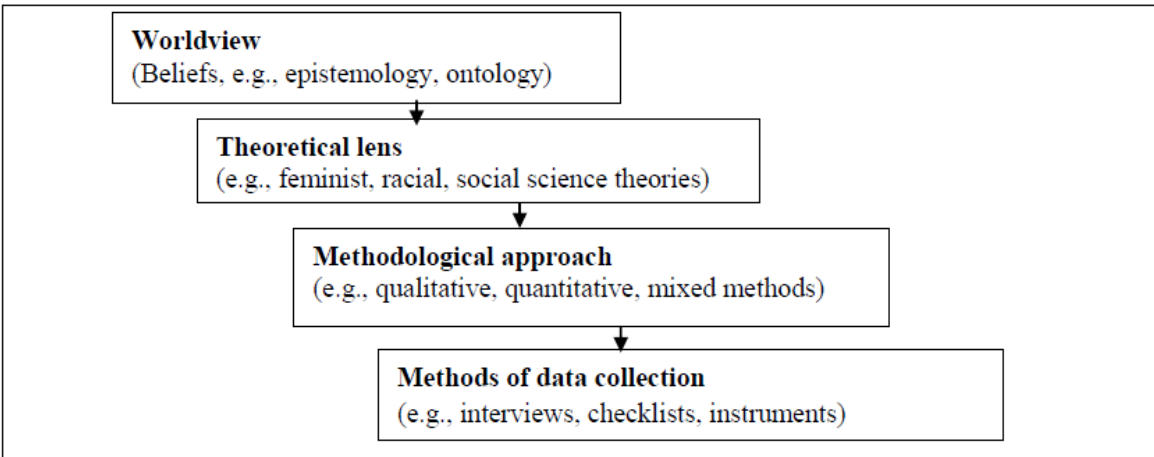 Worldview
(Beliefs, e.g., epistemology, ontology)
Theoretical lens
(e.g., feminist, racial, social science theories)
Methodological approach
(e.g., qualitative, quantitative, mixed methods)
Methods of data collection
(e.g., interviews, checklists, instruments)